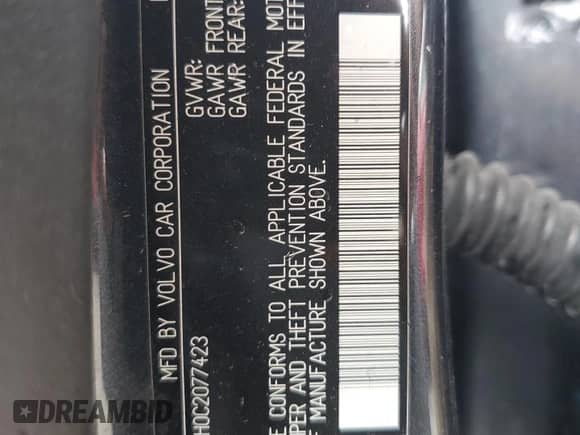 MFD BY VOLVO CAR CORPORATION
GVWR:
GAWR FRONT
GAWR REAR:
H0C2077423
E CONFORMS TO ALL APPLICABLE FEDERAL MOT
PER AND THEFT PREVENTION STANDARDS IN EFF
F MANUFACTURE SHOWN ABOVE.
DREAMBID